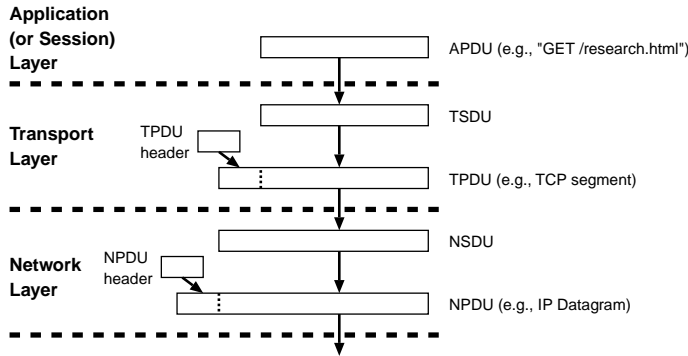 Application
(or Session)
Layer
APDU (e.g., "GET /research.html")
TSDU
Transport
Layer
TPDU
header
TPDU (e.g., TCP segment)
NSDU
Network
Layer
NPDU
header
NPDU (e.g., IP Datagram)